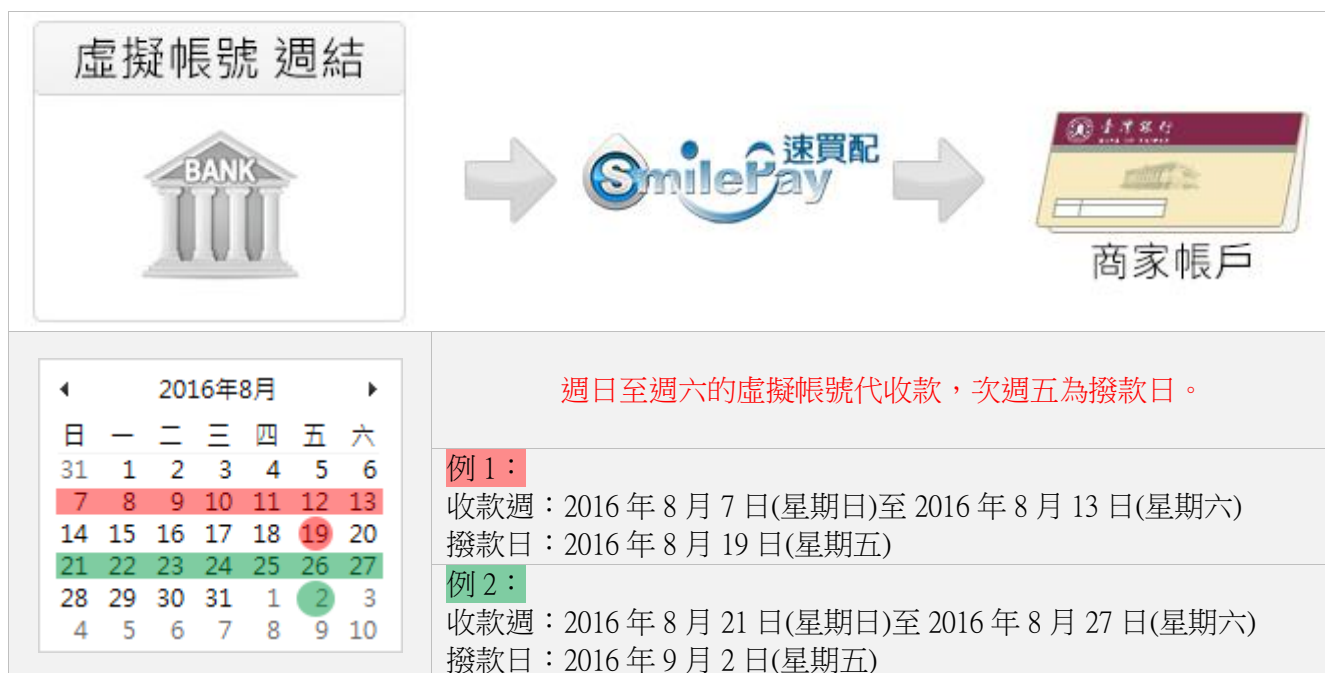 虛擬帳號 週結
BANK
SmilePay 速買配
臺灣銀行
BANK OF TAIWAN
商家帳戶
2016年8月
日 一 二 三 四 五 六
31 1 2 3 4 5 6
7 8 9 10 11 12 13
14 15 16 17 18 19 20
21 22 23 24 25 26 27
28 29 30 31 1 2 3
4 5 6 7 8 9 10
週日至週六的虛擬帳號代收款，次週五為撥款日。
例 1：
收款週：2016 年 8 月 7 日(星期日)至 2016 年 8 月 13 日(星期六)
撥款日：2016 年 8 月 19 日(星期五)
例 2：
收款週：2016 年 8 月 21 日(星期日)至 2016 年 8 月 27 日(星期六)
撥款日：2016 年 9 月 2 日(星期五)